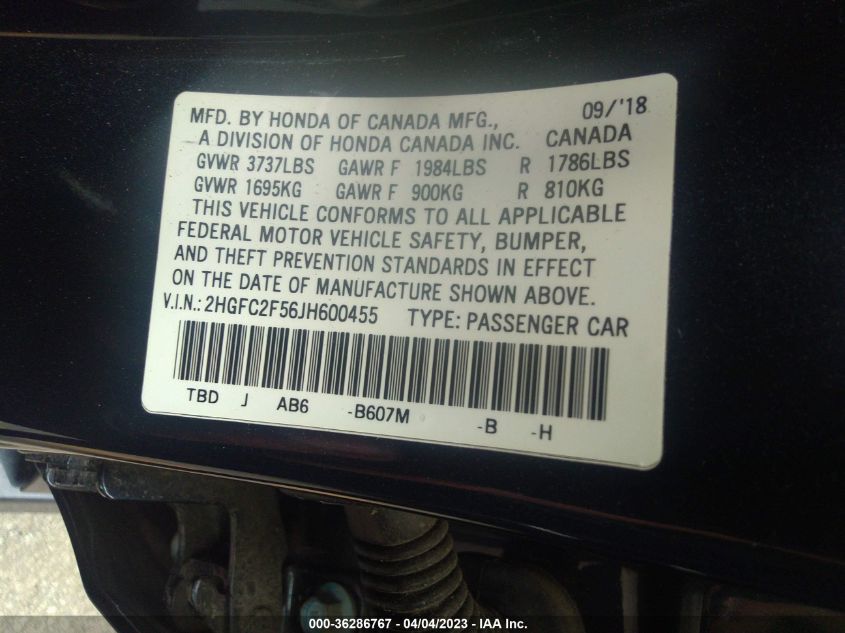 MFD. BY HONDA OF CANADA MFG., 09/'18
A DIVISION OF HONDA CANADA INC. CANADA
GVWR 3737LBS GAWR F 1984LBS R 1786LBS
GVWR 1695KG GAWR F 900KG R 810KG
THIS VEHICLE CONFORMS TO ALL APPLICABLE
FEDERAL MOTOR VEHICLE SAFETY, BUMPER,
AND THEFT PREVENTION STANDARDS IN EFFECT
ON THE DATE OF MANUFACTURE SHOWN ABOVE.
V.I.N.: 2HGFC2F56JH600455 TYPE: PASSENGER CAR
TBD J AB6 -B607M -B -H
000-36286767 - 04/04/2023 - IAA Inc.